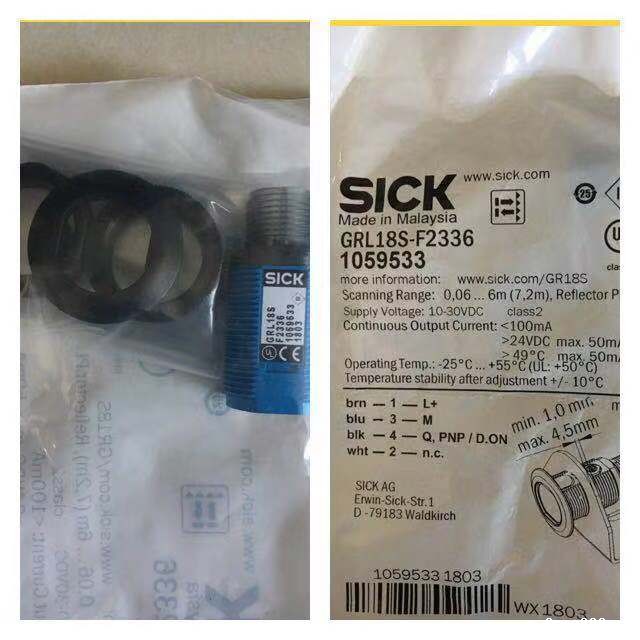 SICK
GRL18S
F2336
1059533
1803
SICK
www.sick.com
25
Made in Malaysia
GRL18S-F2336
1059533
more information: www.sick.com/GR18S
Scanning Range: 0,06 ... 6m (7,2m), Reflector P
Supply Voltage: 10-30VDC class2
Continuous Output Current: <100mA
>24VDC max. 50mA
> 49°C max. 50mA
Operating Temp.: -25°C ... +55°C (UL: +50°C)
Temperature stability after adjustment +/- 10°C
brn – 1 – L+
blu – 3 – M
blk – 4 – Q, PNP / D.ON
wht – 2 – n.c.
min. 1.0 mm
max. 4,5mm
SICK AG
Erwin-Sick-Str.1
D -79183 Waldkirch
1059533 1803
WX1803